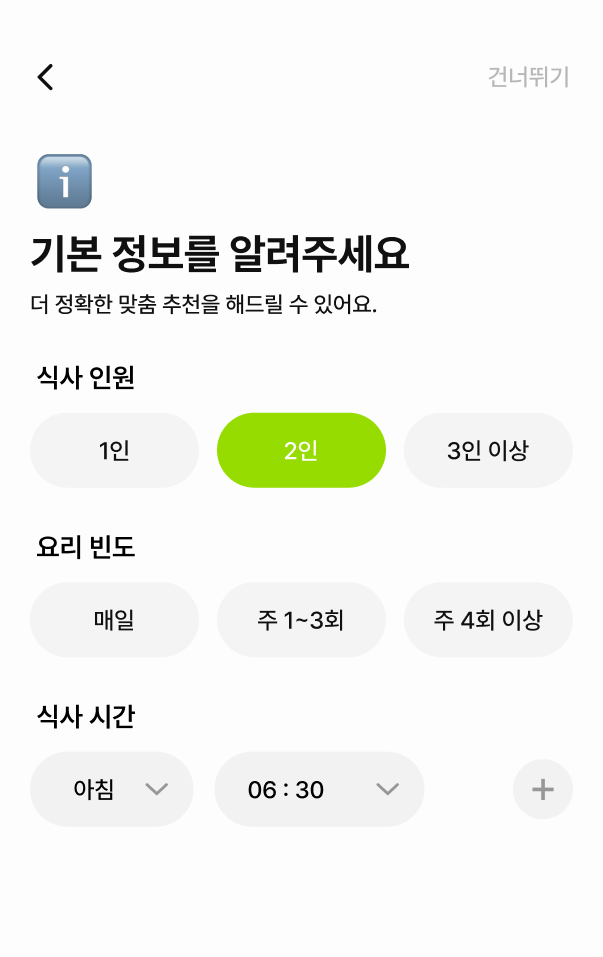 건너뛰기
i
기본 정보를 알려주세요
더 정확한 맞춤 추천을 해드릴 수 있어요.
식사 인원
1인 2인 3인 이상
요리 빈도
매일 주 1~3회 주 4회 이상
식사 시간
아침 06 : 30